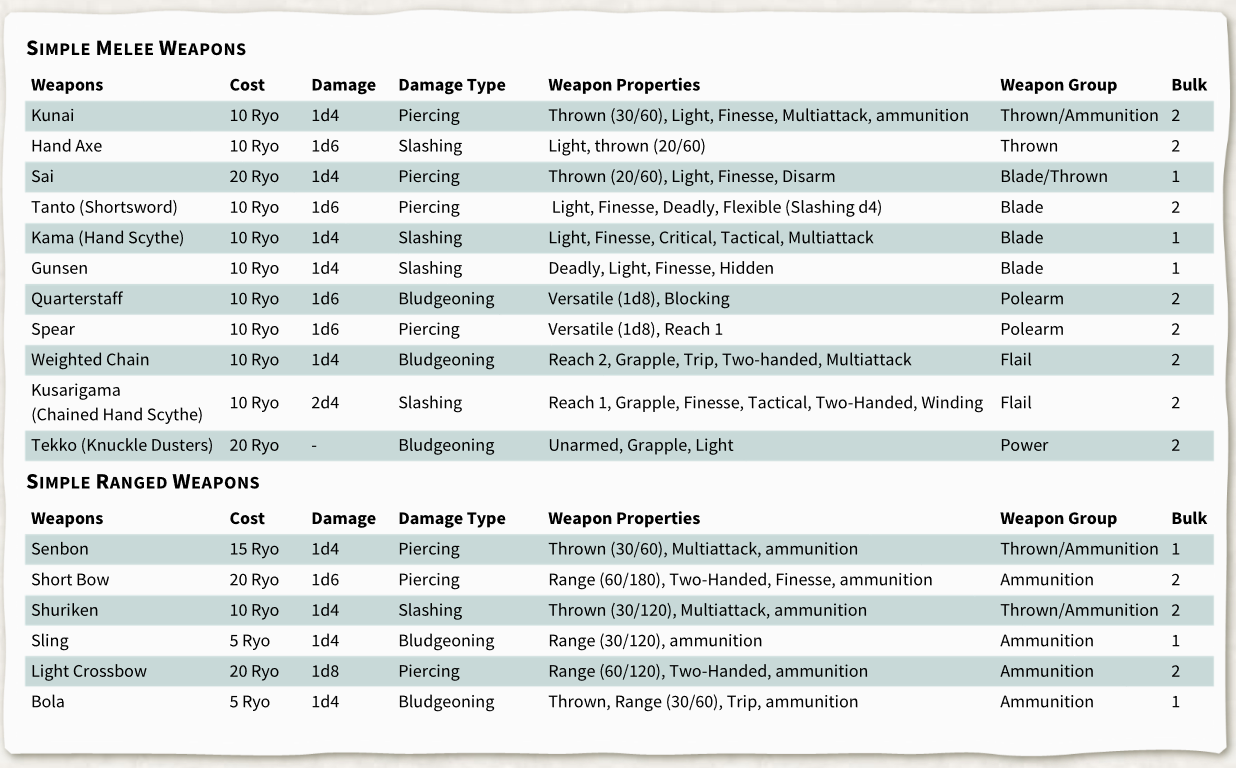 SIMPLE MELEE WEAPONS
Weapons Cost Damage Damage Type Weapon Properties Weapon Group Bulk
Kunai 10 Ryo 1d4 Piercing Thrown (30/60), Light, Finesse, Multiattack, ammunition Thrown/Ammunition 2
Hand Axe 10 Ryo 1d6 Slashing Light, thrown (20/60) Thrown 2
Sai 20 Ryo 1d4 Piercing Thrown (20/60), Light, Finesse, Disarm Blade/Thrown 1
Tanto (Shortsword) 10 Ryo 1d6 Piercing Light, Finesse, Deadly, Flexible (Slashing d4) Blade 2
Kama (Hand Scythe) 10 Ryo 1d4 Slashing Light, Finesse, Critical, Tactical, Multiattack Blade 1
Gunsen 10 Ryo 1d4 Slashing Deadly, Light, Finesse, Hidden Blade 1
Quarterstaff 10 Ryo 1d6 Bludgeoning Versatile (1d8), Blocking Polearm 2
Spear 10 Ryo 1d6 Piercing Versatile (1d8), Reach 1 Polearm 2
Weighted Chain 10 Ryo 1d4 Bludgeoning Reach 2, Grapple, Trip, Two-handed, Multiattack Flail 2
Kusarigama
(Chained Hand Scythe) 10 Ryo 2d4 Slashing Reach 1, Grapple, Finesse, Tactical, Two-Handed, Winding Flail 2
Tekko (Knuckle Dusters) 20 Ryo - Bludgeoning Unarmed, Grapple, Light Power 2
SIMPLE RANGED WEAPONS
Weapons Cost Damage Damage Type Weapon Properties Weapon Group Bulk
Senbon 15 Ryo 1d4 Piercing Thrown (30/60), Multiattack, ammunition Thrown/Ammunition 1
Short Bow 20 Ryo 1d6 Piercing Range (60/180), Two-Handed, Finesse, ammunition Ammunition 2
Shuriken 10 Ryo 1d4 Slashing Thrown (30/120), Multiattack, ammunition Thrown/Ammunition 2
Sling 5 Ryo 1d4 Bludgeoning Range (30/120), ammunition Ammunition 1
Light Crossbow 20 Ryo 1d8 Piercing Range (60/120), Two-Handed, ammunition Ammunition 2
Bola 5 Ryo 1d4 Bludgeoning Thrown, Range (30/60), Trip, ammunition Ammunition 1